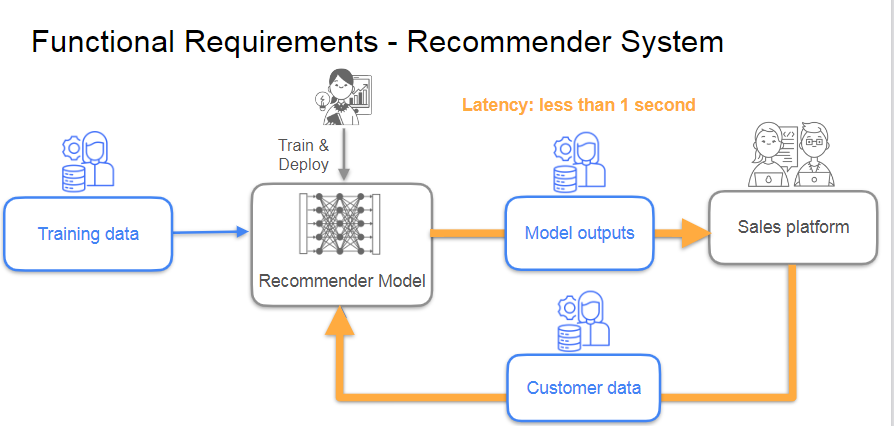 Functional Requirements - Recommender System
Latency: less than 1 second
Train &
Deploy
Training data
Recommender Model
Model outputs
Sales platform
Customer data